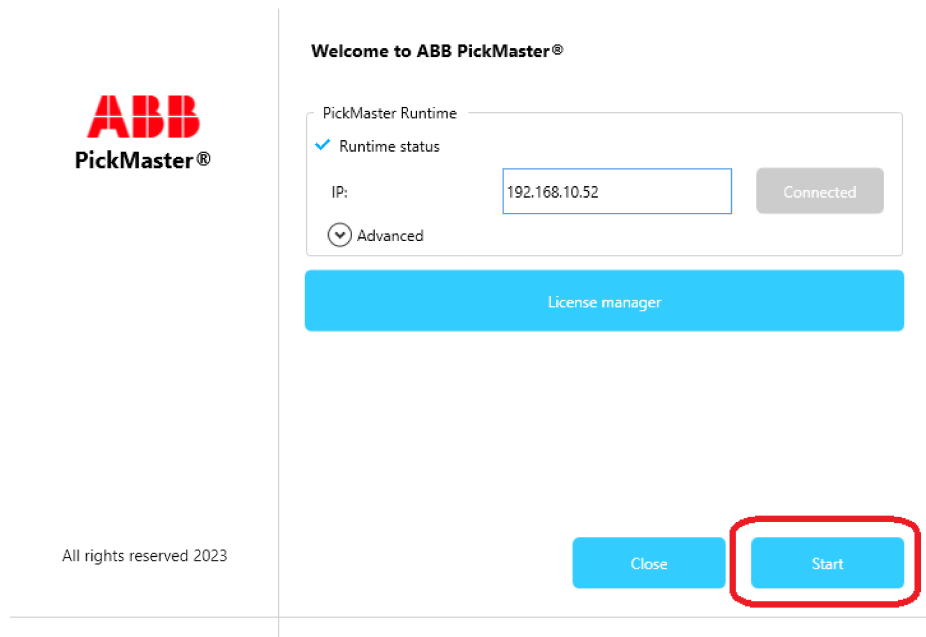 Welcome to ABB PickMaster®
ABB
PickMaster®
PickMaster Runtime
Runtime status
IP:
192.168.10.52
Connected
Advanced
License manager
All rights reserved 2023
Close
Start